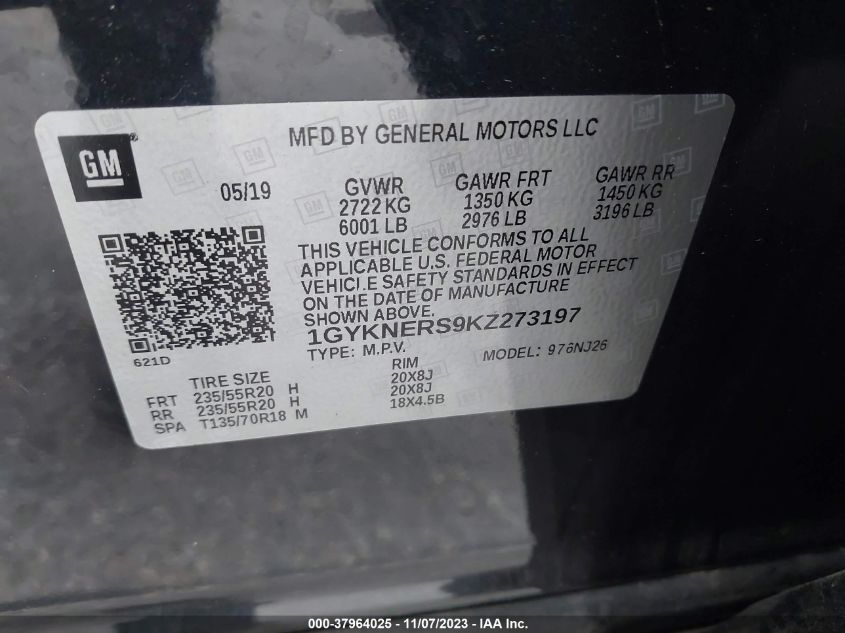 GM
MFD BY GENERAL MOTORS LLC
05/19
GVWR
2722 KG
6001 LB
GAWR FRT
1350 KG
2976 LB
GAWR RR
1450 KG
3196 LB
THIS VEHICLE CONFORMS TO ALL
APPLICABLE U.S. FEDERAL MOTOR
VEHICLE SAFETY STANDARDS IN EFFECT
ON THE DATE OF MANUFACTURE
SHOWN ABOVE.
1GYKNERS9KZ273197
TYPE: M.P.V. MODEL: 976NJ26
621D
TIRE SIZE RIM
FRT 235/55R20 H 20X8J
RR 235/55R20 H 20X8J
SPA T135/70R18 M 18X4.5B
000-37964025 - 11/07/2023 - IAA Inc.